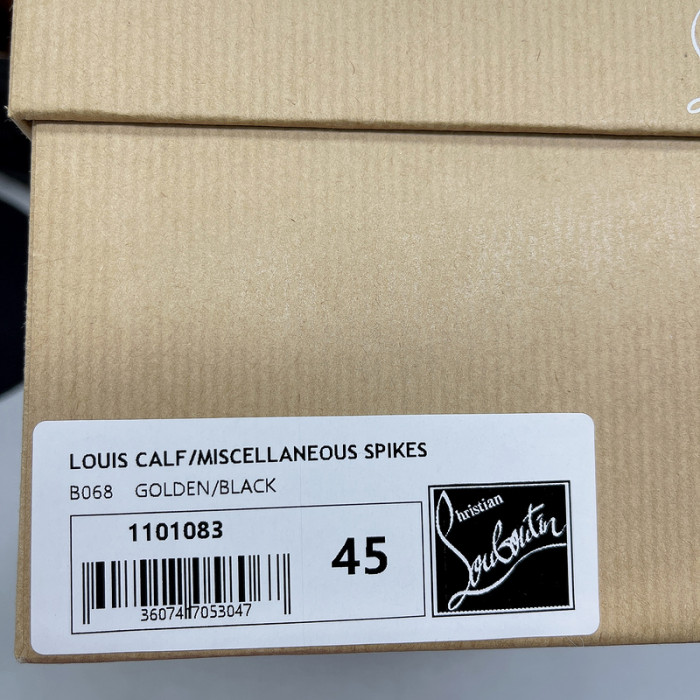 LOUIS CALF/MISCELLANEOUS SPIKES
B068 GOLDEN/BLACK
1101083
45
3607417053047
Christian
Louboutin